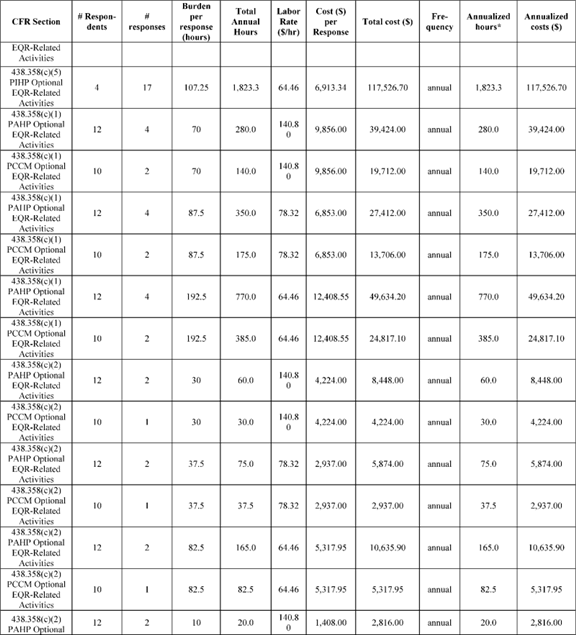 CFR Section | # Respon-dents | # responses | Burden per response (hours) | Total Annual Hours | Labor Rate ($/hr) | Cost ($) per Response | Total cost ($) | Fre-quency | Annualized hours* | Annualized costs ($)
EQR-Related Activities
438.358(c)(5) PIHP Optional EQR-Related Activities | 4 | 17 | 107.25 | 1,823.3 | 64.46 | 6,913.34 | 117,526.70 | annual | 1,823.3 | 117,526.70
438.358(c)(1) PAHP Optional EQR-Related Activities | 12 | 4 | 70 | 280.0 | 140.80 | 9,856.00 | 39,424.00 | annual | 280.0 | 39,424.00
438.358(c)(1) PCCM Optional EQR-Related Activities | 10 | 2 | 70 | 140.0 | 140.80 | 9,856.00 | 19,712.00 | annual | 140.0 | 19,712.00
438.358(c)(1) PAHP Optional EQR-Related Activities | 12 | 4 | 87.5 | 350.0 | 78.32 | 6,853.00 | 27,412.00 | annual | 350.0 | 27,412.00
438.358(c)(1) PCCM Optional EQR-Related Activities | 10 | 2 | 87.5 | 175.0 | 78.32 | 6,853.00 | 13,706.00 | annual | 175.0 | 13,706.00
438.358(c)(1) PAHP Optional EQR-Related Activities | 12 | 4 | 192.5 | 770.0 | 64.46 | 12,408.55 | 49,634.20 | annual | 770.0 | 49,634.20
438.358(c)(1) PCCM Optional EQR-Related Activities | 10 | 2 | 192.5 | 385.0 | 64.46 | 12,408.55 | 24,817.10 | annual | 385.0 | 24,817.10
438.358(c)(2) PAHP Optional EQR-Related Activities | 12 | 2 | 30 | 60.0 | 140.80 | 4,224.00 | 8,448.00 | annual | 60.0 | 8,448.00
438.358(c)(2) PCCM Optional EQR-Related Activities | 10 | 1 | 30 | 30.0 | 140.80 | 4,224.00 | 4,224.00 | annual | 30.0 | 4,224.00
438.358(c)(2) PAHP Optional EQR-Related Activities | 12 | 2 | 37.5 | 75.0 | 78.32 | 2,937.00 | 5,874.00 | annual | 75.0 | 5,874.00
438.358(c)(2) PCCM Optional EQR-Related Activities | 10 | 1 | 37.5 | 37.5 | 78.32 | 2,937.00 | 2,937.00 | annual | 37.5 | 2,937.00
438.358(c)(2) PAHP Optional EQR-Related Activities | 12 | 2 | 82.5 | 165.0 | 64.46 | 5,317.95 | 10,635.90 | annual | 165.0 | 10,635.90
438.358(c)(2) PCCM Optional EQR-Related Activities | 10 | 1 | 82.5 | 82.5 | 64.46 | 5,317.95 | 5,317.95 | annual | 82.5 | 5,317.95
438.358(c)(2) PAHP Optional | 12 | 2 | 10 | 20.0 | 140.80 | 1,408.00 | 2,816.00 | annual | 20.0 | 2,816.00